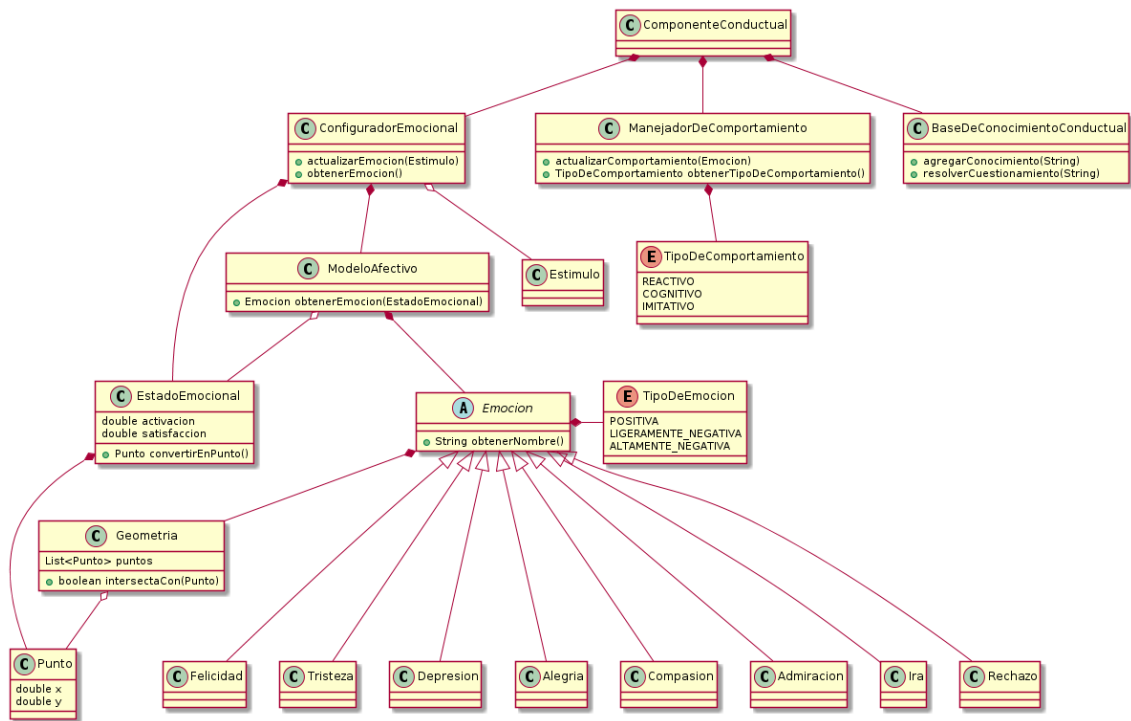 C ComponenteConductual
C ConfiguradorEmocional
actualizarEmocion(Estimulo)
obtenerEmocion()
C ManejadorDeComportamiento
actualizarComportamiento(Emocion)
TipoDeComportamiento obtenerTipoDeComportamiento()
C BaseDeConocimientoConductual
agregarConocimiento(String)
resolverCuestionamiento(String)
C ModeloAfectivo
Emocion obtenerEmocion(EstadoEmocional)
C Estimulo
E TipoDeComportamiento
REACTIVO
COGNITIVO
IMITATIVO
C EstadoEmocional
double activacion
double satisfaccion
Punto convertirEnPunto()
A Emocion
String obtenerNombre()
E TipoDeEmocion
POSITIVA
LIGERAMENTE_NEGATIVA
ALTAMENTE_NEGATIVA
C Geometria
List<Punto> puntos
boolean intersectaCon(Punto)
C Punto
double x
double y
C Felicidad
C Tristeza
C Depresion
C Alegria
C Compasion
C Admiracion
C Ira
C Rechazo